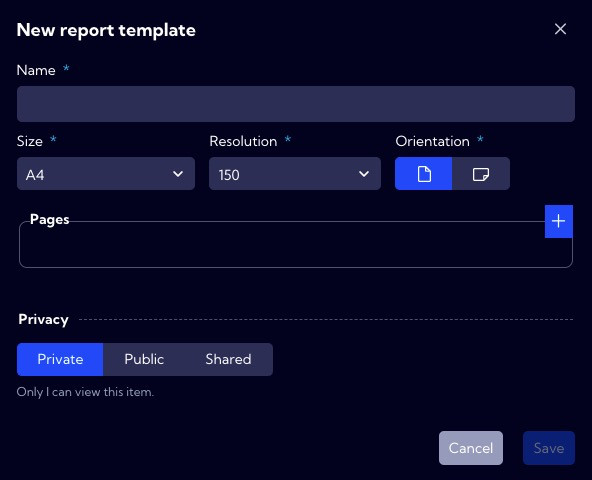 New report template
Name *
Size * Resolution * Orientation *
A4 150
Pages
Privacy
Private Public Shared
Only I can view this item.
Cancel Save